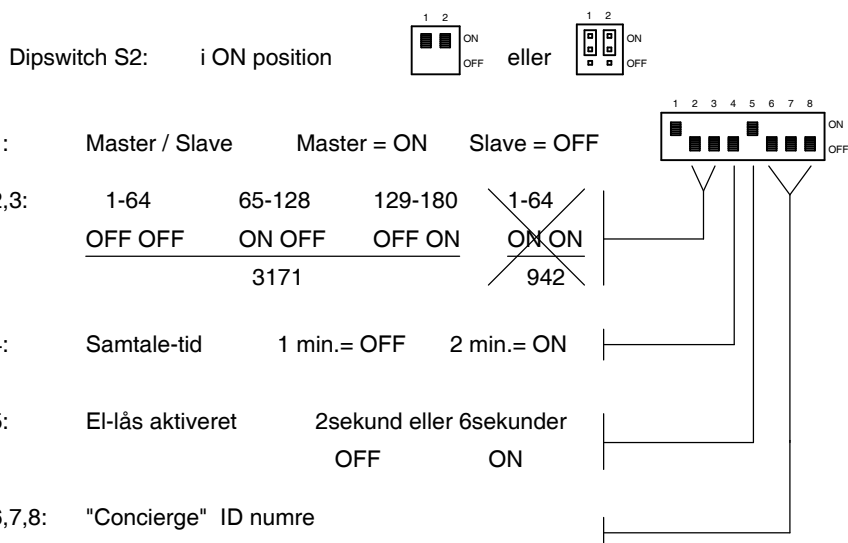 1 2
1 2
Dipswitch S2: i ON position ON OFF eller ON OFF
1 2 3 4 5 6 7 8
ON
OFF
: Master / Slave Master = ON Slave = OFF
,3: 1-64 65-128 129-180 1-64
OFF OFF ON OFF OFF ON ON ON
3171 942
: Samtale-tid 1 min.= OFF 2 min.= ON
: El-lås aktiveret 2sekund eller 6sekunder
OFF ON
,7,8: "Concierge" ID numre